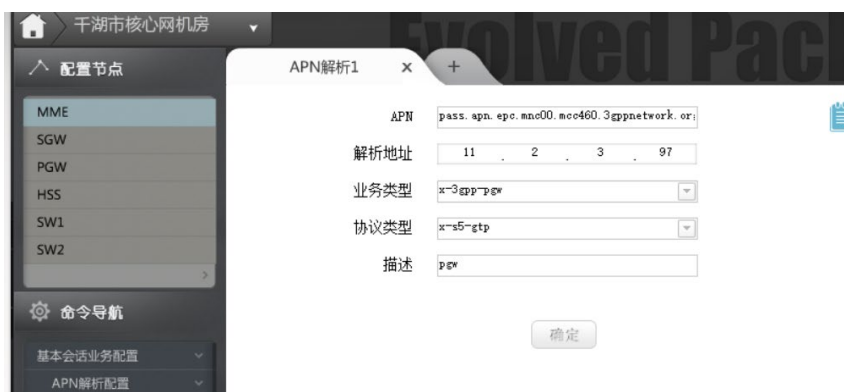 千湖市核心网机房
Evolved Pac
配置节点
APN解析1 x +
MME
SGW
PGW
HSS
SW1
SW2
命令导航
基本会话业务配置
APN解析配置
APN pass.apn.epc.mnc00.mcc460.3gppnetwork.or
解析地址 11 . 2 . 3 . 97
业务类型 x-3gpp-pgw
协议类型 x-s5-gtp
描述 pgw
确定